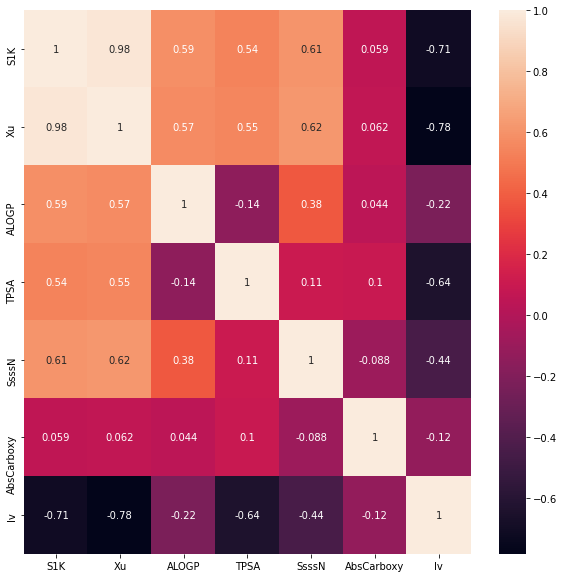 S1K 1 0.98 0.59 0.54 0.61 0.059 -0.71
Xu 0.98 1 0.57 0.55 0.62 0.062 -0.78
ALOGP 0.59 0.57 1 -0.14 0.38 0.044 -0.22
TPSA 0.54 0.55 -0.14 1 0.11 0.1 -0.64
SsssN 0.61 0.62 0.38 0.11 1 -0.088 -0.44
AbsCarboxy 0.059 0.062 0.044 0.1 -0.088 1 -0.12
Iv -0.71 -0.78 -0.22 -0.64 -0.44 -0.12 1
S1K Xu ALOGP TPSA SsssN AbsCarboxy Iv
1.0
0.8
0.6
0.4
0.2
0.0
−0.2
−0.4
−0.6